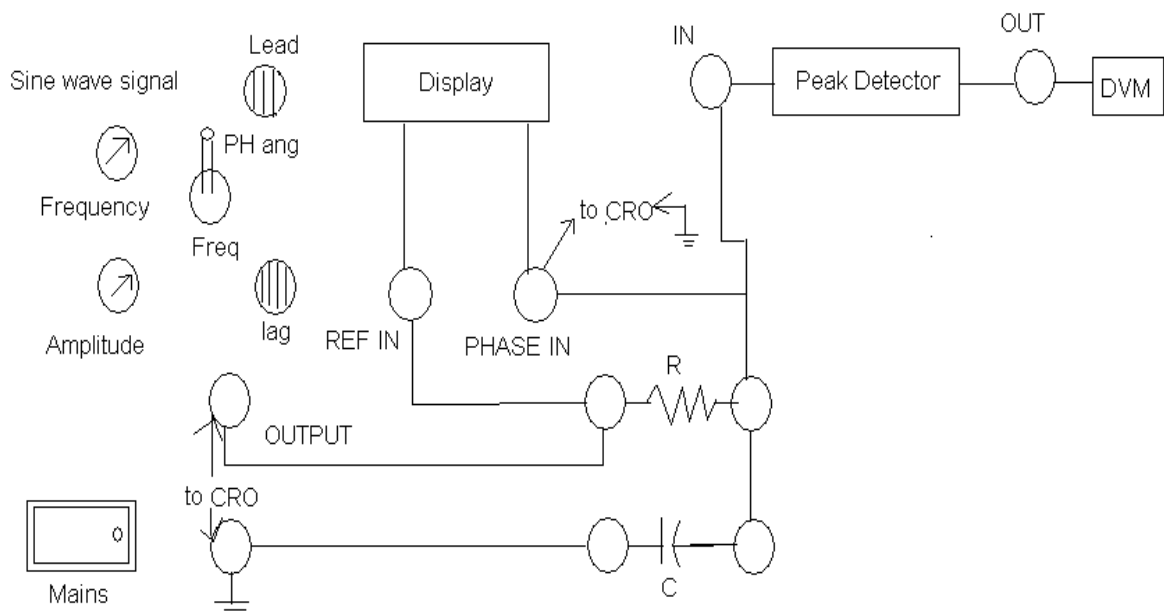 Lead
IN
OUT
Sine wave signal
Display
Peak Detector
DVM
PH ang
Frequency
to CRO
Freq
Amplitude
lag
REF IN
PHASE IN
R
OUTPUT
to CRO
C
Mains